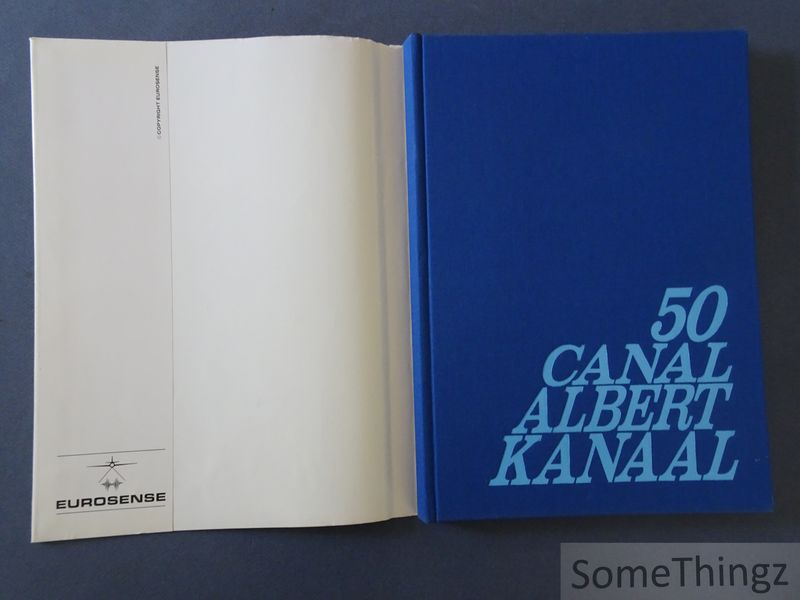 © COPYRIGHT EUROSENSE
EUROSENSE
50
CANAL
ALBERT
KANAAL
SomeThingz